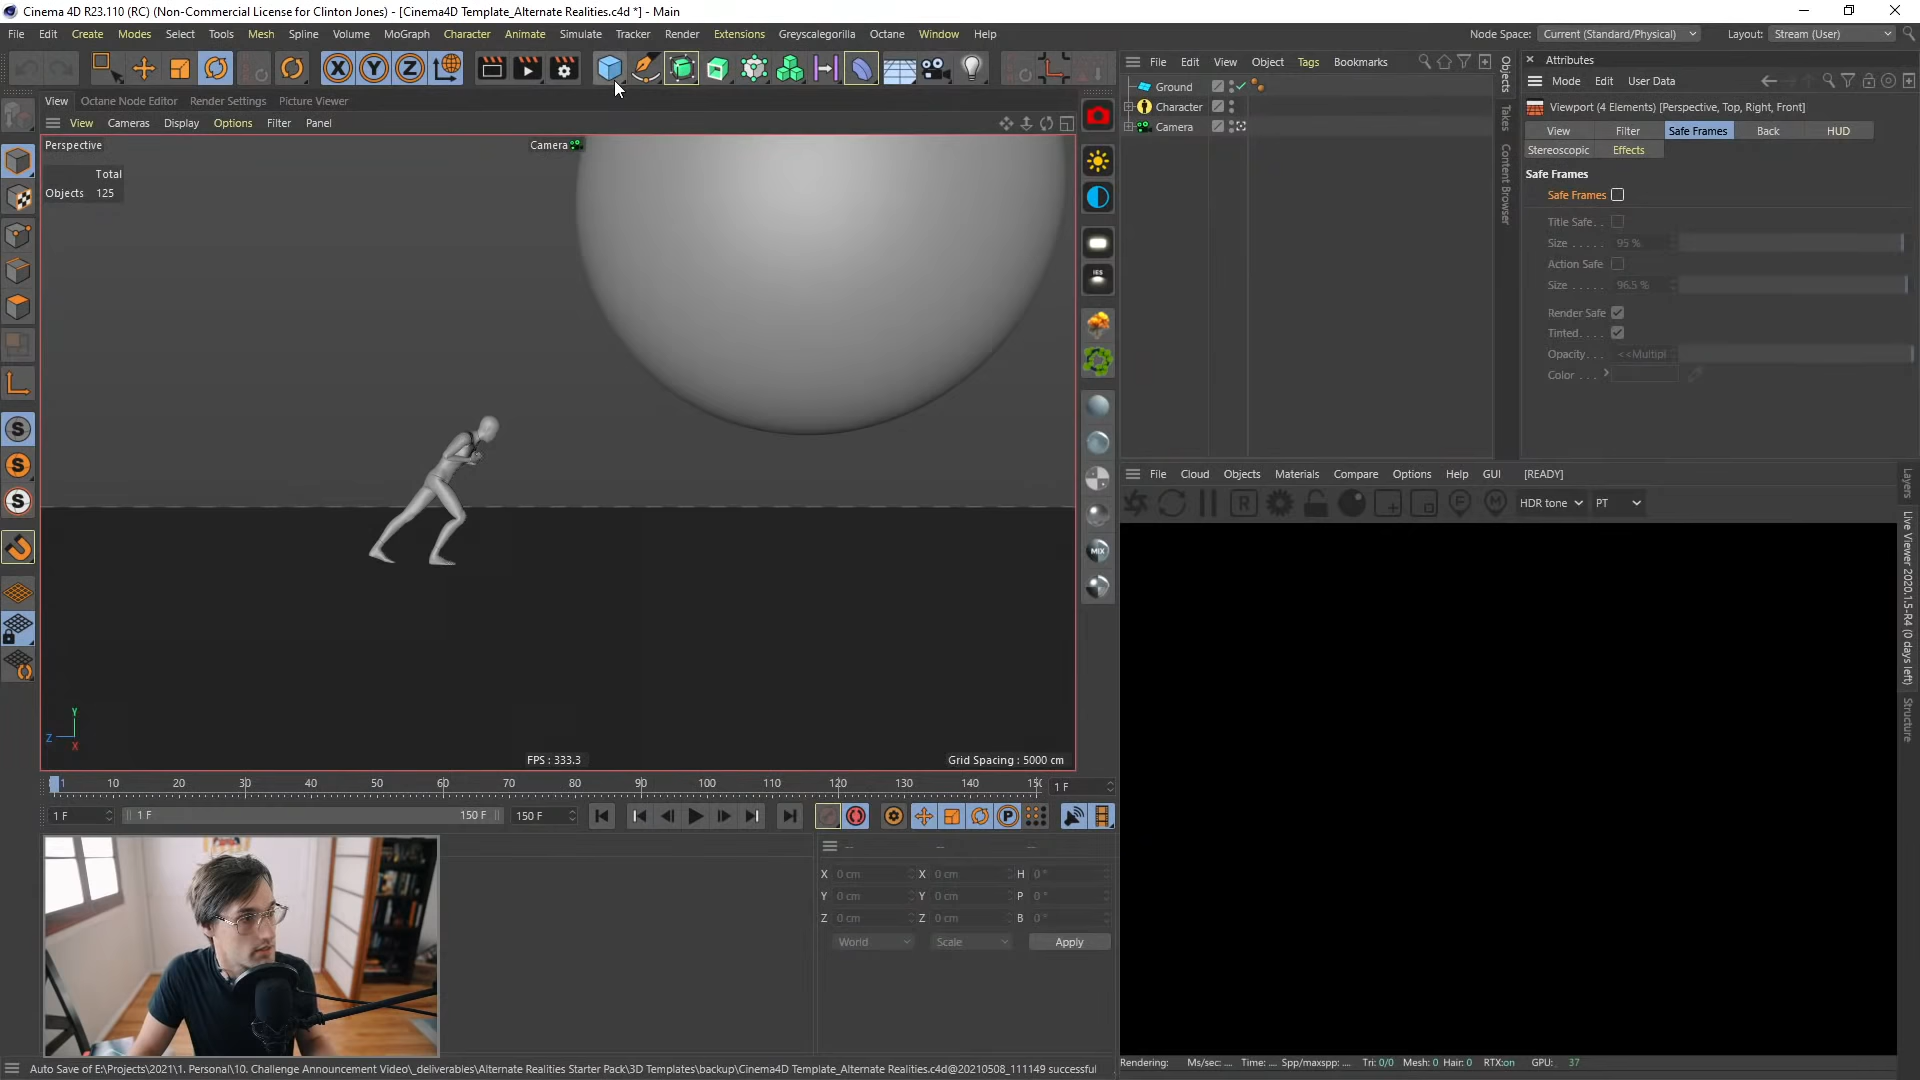 Cinema 4D R23.110 (RC) (Non-Commercial License for Clinton Jones) - [Cinema4D Template_Alternate Realities.c4d *] - Main
File Edit Create Modes Select Tools Mesh Spline Volume MoGraph Character Animate Simulate Tracker Render Extensions Greyscalegorilla Octane Window Help Node Space: Current (Standard/Physical) Layout: Stream (User)
File Edit View Object Tags Bookmarks
Attributes
Mode Edit User Data
View Octane Node Editor Render Settings Picture Viewer
View Cameras Display Options Filter Panel
Ground
Character
Camera
Objects
Takes
Content Browser
Viewport (4 Elements) [Perspective, Top, Right, Front]
View Filter Safe Frames Back HUD
Stereoscopic Effects
Safe Frames
Safe Frames
Title Safe. .
Size . . . . . 95 %
Action Safe
Size . . . . . 96.5 %
Render Safe
Tinted. . . .
Opacity. . . <<Multipl
Color . . . .
Perspective
Camera
Total
Objects 125
IES
MIX
Y
Z
X
FPS : 333.3
Grid Spacing : 5000 cm
File Cloud Objects Materials Compare Options Help GUI [READY]
HDR tone PT
Layers
Live Viewer 2020.1.5-R4 (0 days left)
Structure
1 10 20 30 40 50 60 70 80 90 100 110 120 130 140 15 1 F
1 F 1 F 150 F 150 F
-- -- --
X 0 cm X 0 cm H 0 °
Y 0 cm Y 0 cm P 0 °
Z 0 cm Z 0 cm B 0 °
World Scale Apply
Auto Save of E:\Projects\2021\1. Personal\10. Challenge Announcement Video\_deliverables\Alternate Realities Starter Pack\3D Templates\backup\Cinema4D Template_Alternate Realities.c4d@20210508_111149 successful
Rendering: Ms/sec: ... Time: ... Spp/maxspp: ... Tri: 0/0 Mesh: 0 Hair: 0 RTX:on GPU: 37